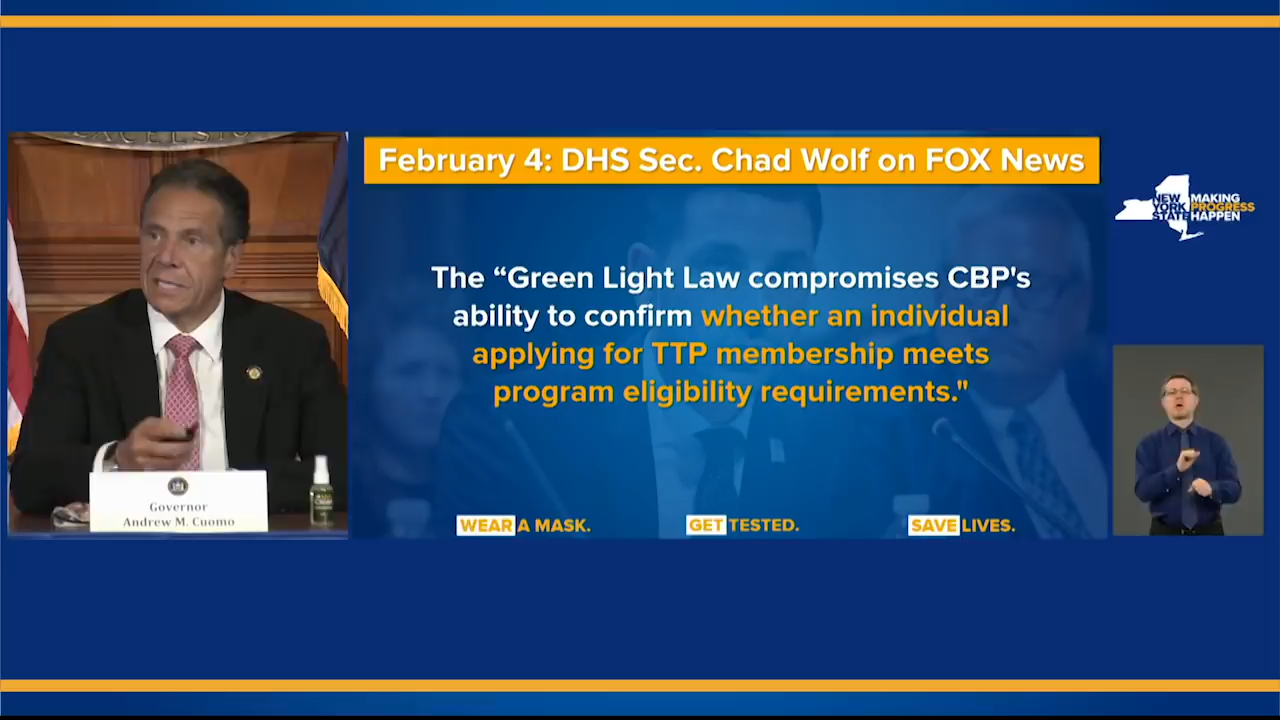 EXCELSIO
February 4: DHS Sec. Chad Wolf on FOX News
The “Green Light Law compromises CBP's
ability to confirm whether an individual
applying for TTP membership meets
program eligibility requirements."
WEAR A MASK.
GET TESTED.
SAVE LIVES.
Governor
Andrew M. Cuomo
NEW
YORK
STATE
MAKING
PROGRESS
HAPPEN